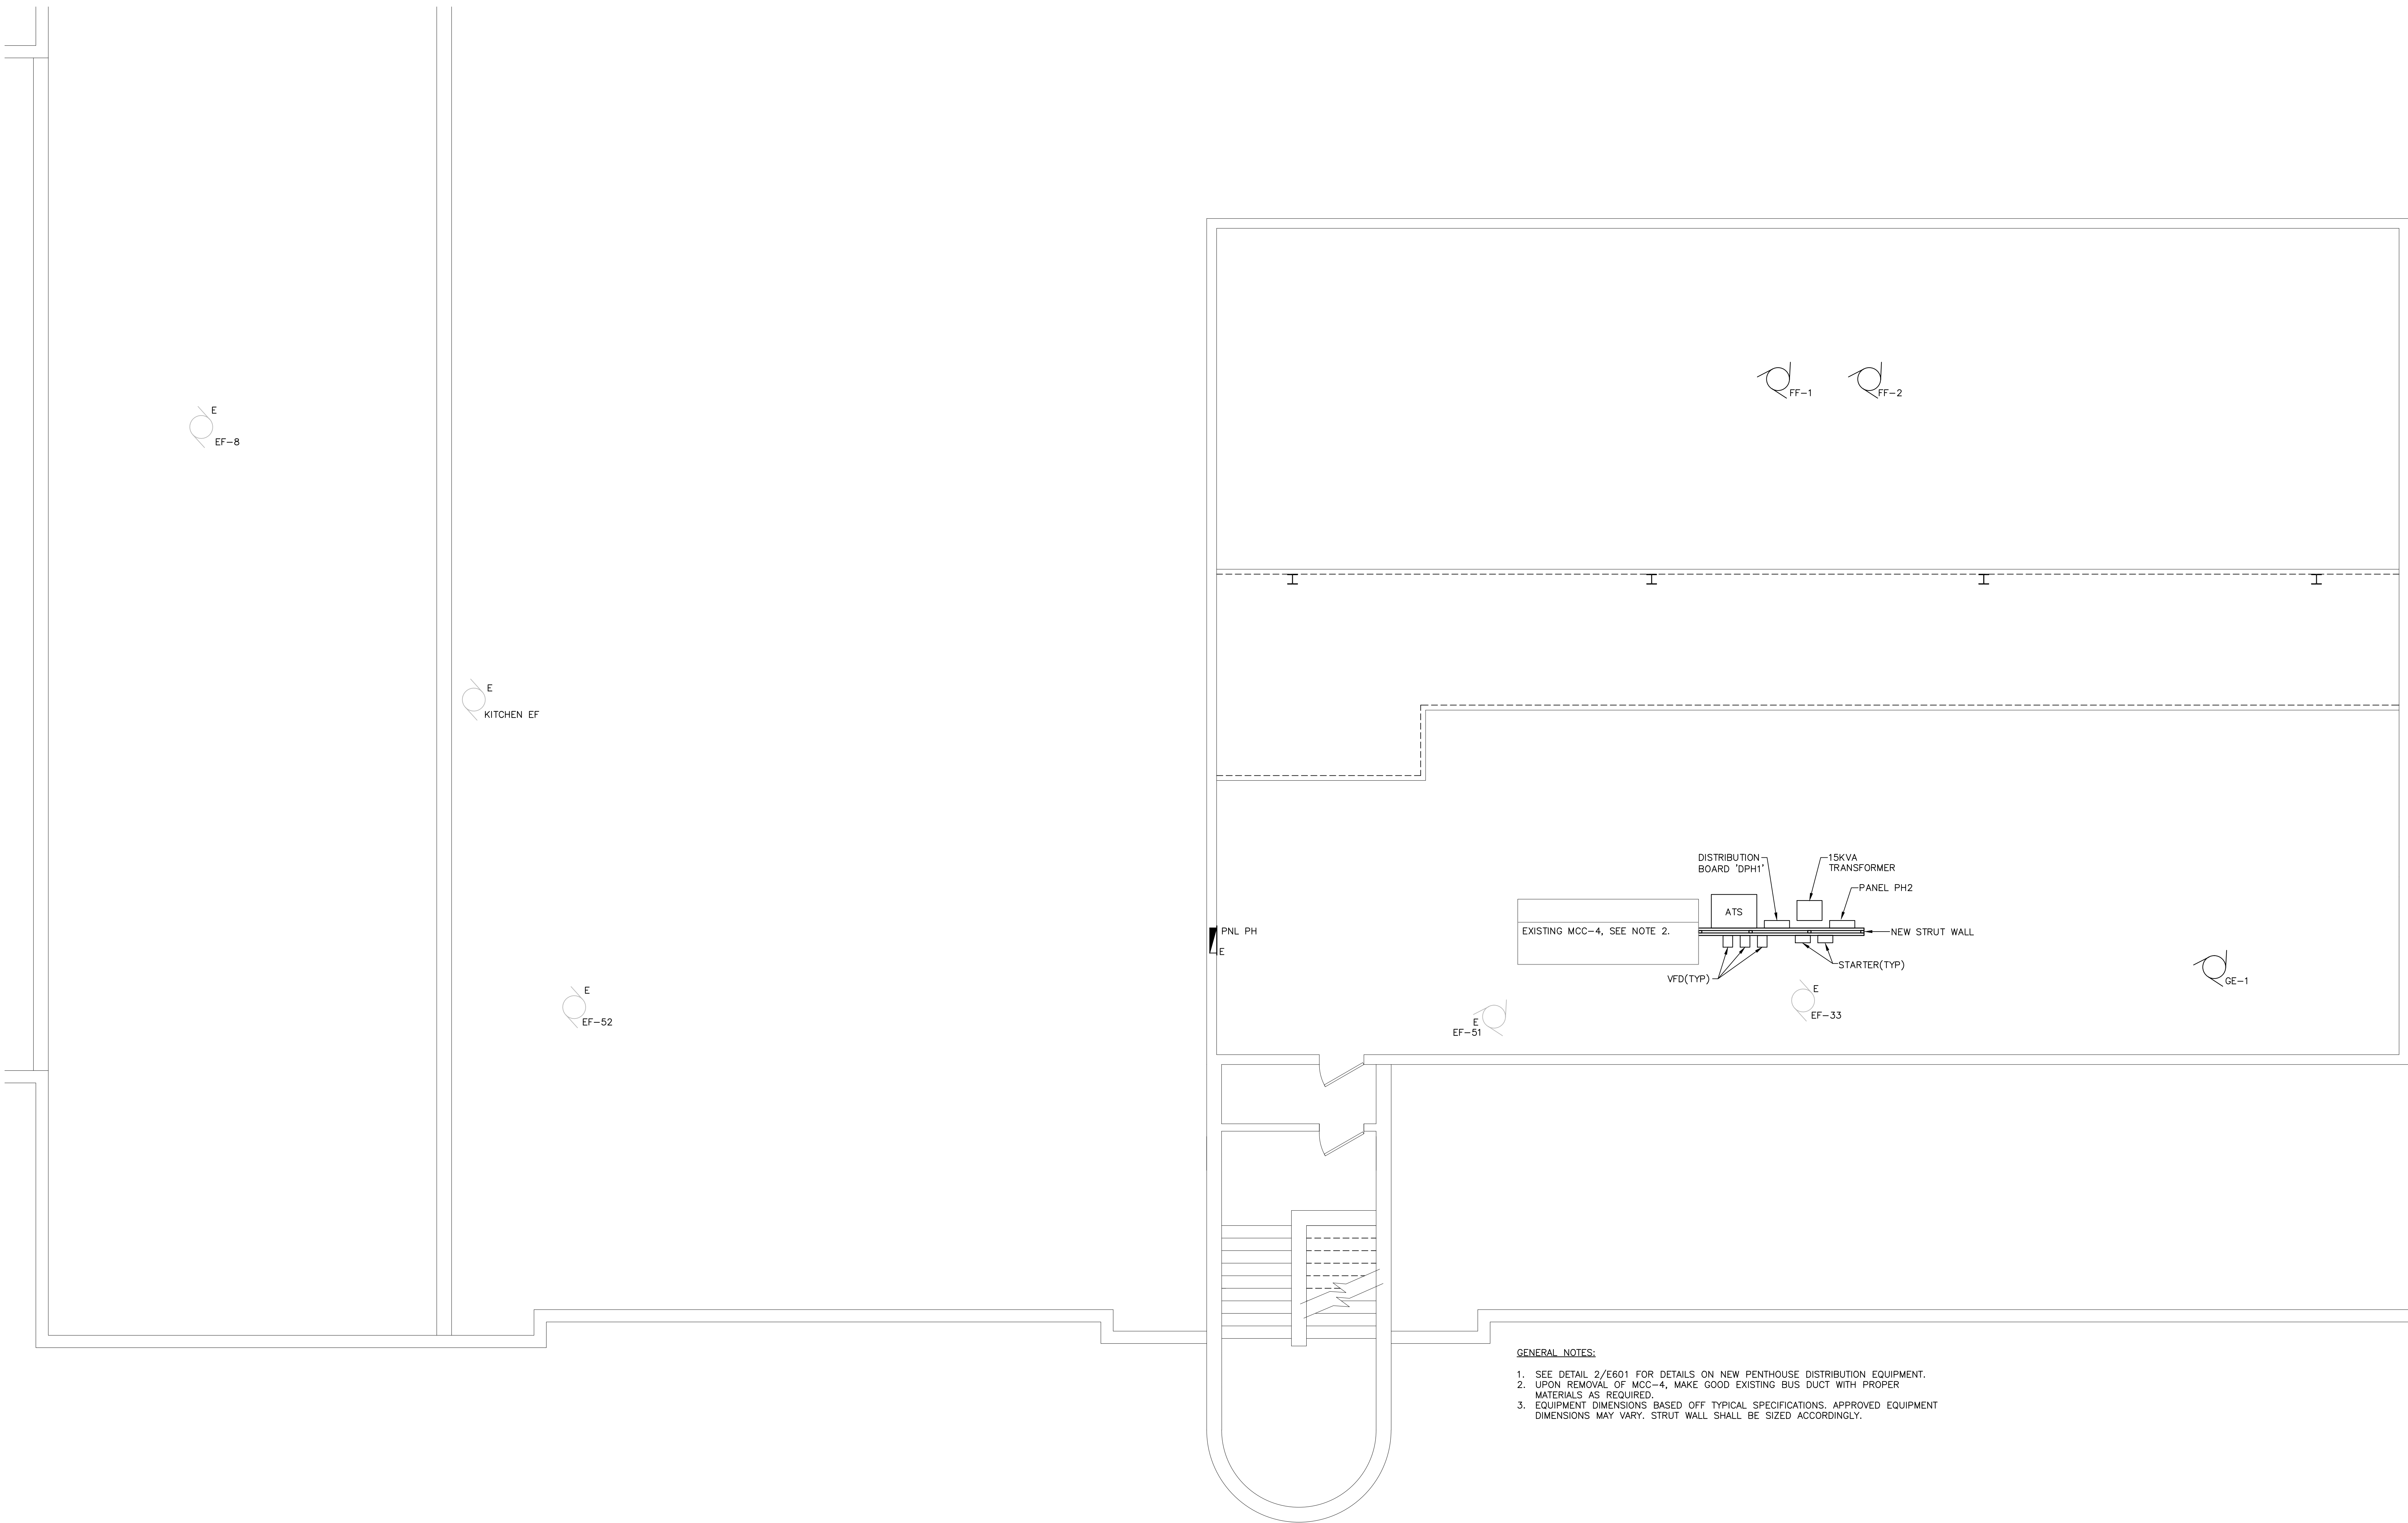 FF-1
FF-2
E
EF-8
E
KITCHEN EF
DISTRIBUTION
BOARD 'DPH1'
15KVA
TRANSFORMER
PANEL PH2
ATS
PNL PH
E
EXISTING MCC-4, SEE NOTE 2.
NEW STRUT WALL
STARTER(TYP)
VFD(TYP)
GE-1
E
EF-52
E
EF-51
E
EF-33
GENERAL NOTES:
1. SEE DETAIL 2/E601 FOR DETAILS ON NEW PENTHOUSE DISTRIBUTION EQUIPMENT.
2. UPON REMOVAL OF MCC-4, MAKE GOOD EXISTING BUS DUCT WITH PROPER
MATERIALS AS REQUIRED.
3. EQUIPMENT DIMENSIONS BASED OFF TYPICAL SPECIFICATIONS. APPROVED EQUIPMENT
DIMENSIONS MAY VARY. STRUT WALL SHALL BE SIZED ACCORDINGLY.